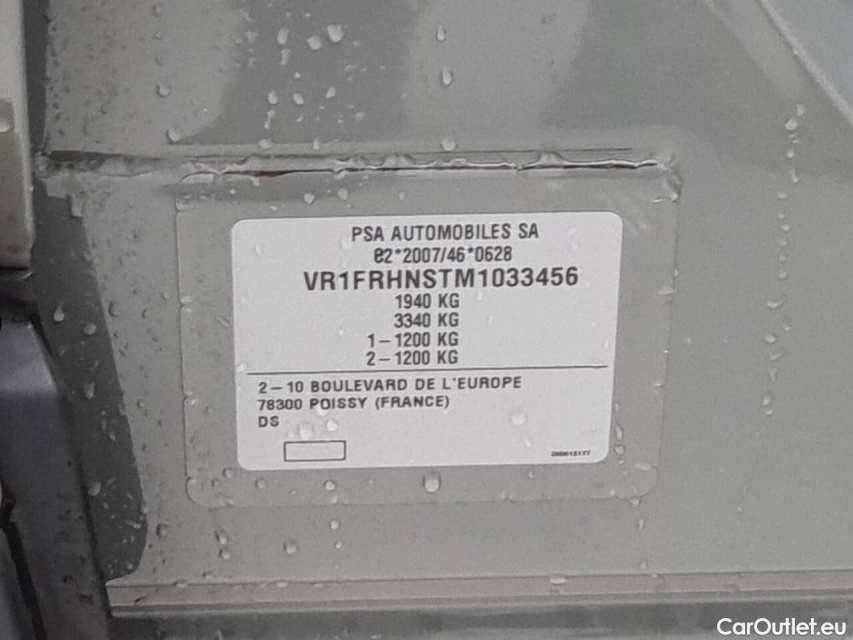 PSA AUTOMOBILES SA
e2*2007/46*0628
VR1FRHNSTM1033456
1940 KG
3340 KG
1-1200 KG
2-1200 KG
2-10 BOULEVARD DE L'EUROPE
78300 POISSY (FRANCE)
DS
CarOutlet.eu